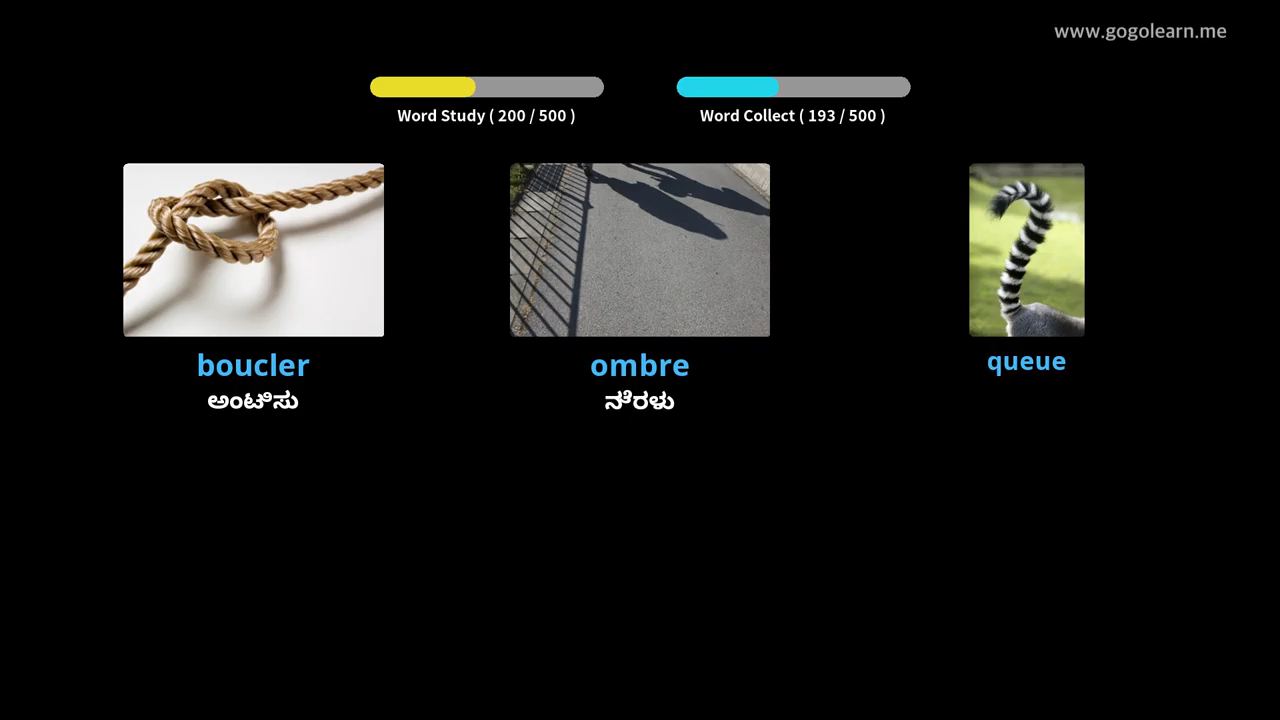 www.gogolearn.me
Word Study ( 200 / 500 )
Word Collect ( 193 / 500 )
boucler
ಅಂಟಿಸು
ombre
ನೆರಳು
queue